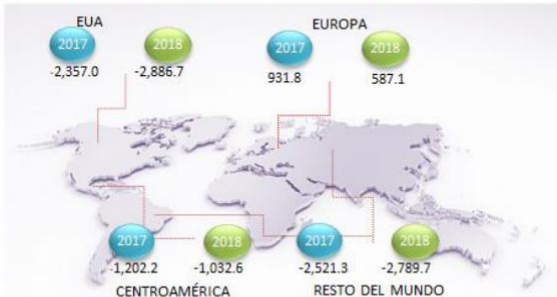 EUA
2017 2018
-2,357.0 -2,886.7
EUROPA
2017 2018
931.8 587.1
2017 2018
-1,202.2 -1,032.6
CENTROAMÉRICA
2017 2018
-2,521.3 -2,789.7
RESTO DEL MUNDO